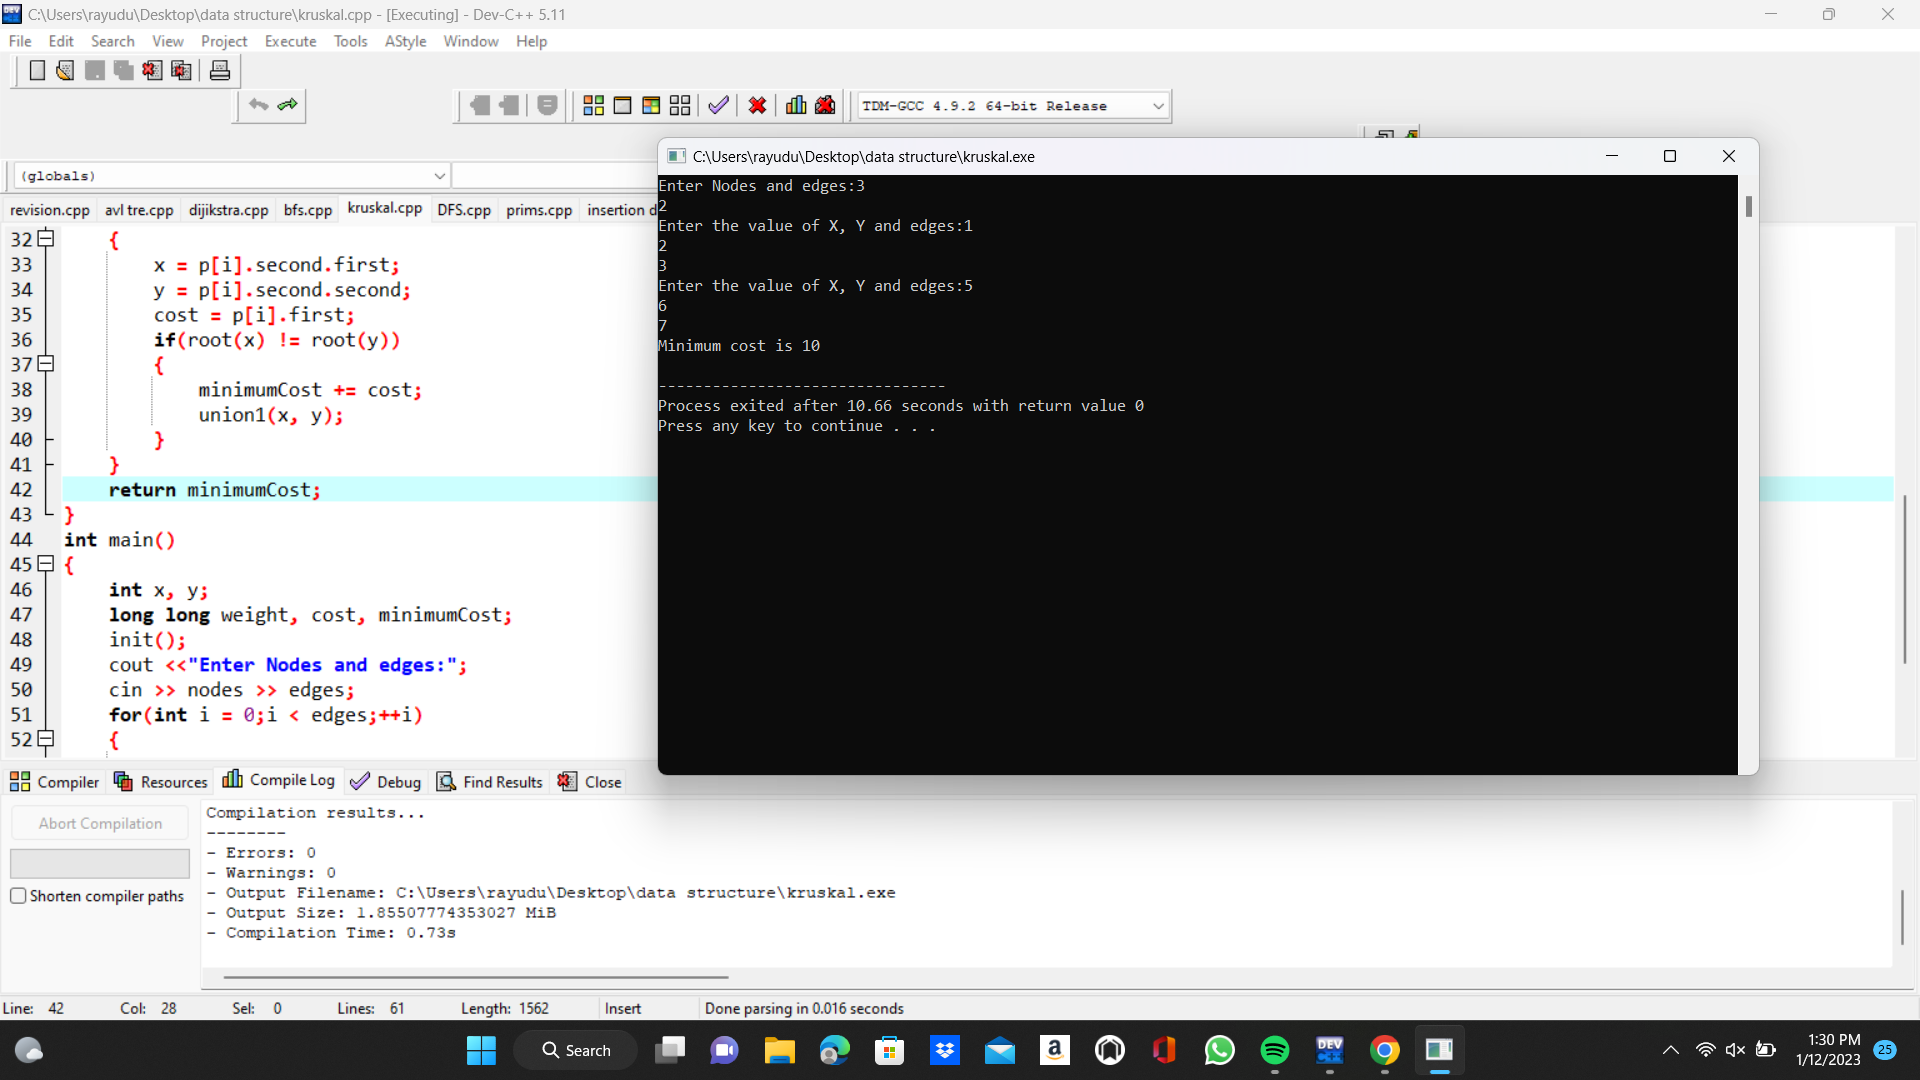 C:\Users\rayudu\Desktop\data structure\kruskal.cpp - [Executing] - Dev-C++ 5.11
File Edit Search View Project Execute Tools AStyle Window Help
TDM-GCC 4.9.2 64-bit Release
(globals)
revision.cpp avl tre.cpp dijikstra.cpp bfs.cpp kruskal.cpp DFS.cpp prims.cpp insertion d
32 {
33 x = p[i].second.first;
34 y = p[i].second.second;
35 cost = p[i].first;
36 if(root(x) != root(y))
37 {
38 minimumCost += cost;
39 union1(x, y);
40 }
41 }
42 return minimumCost;
43 }
44 int main()
45 {
46 int x, y;
47 long long weight, cost, minimumCost;
48 init();
49 cout <<"Enter Nodes and edges:";
50 cin >> nodes >> edges;
51 for(int i = 0;i < edges;++i)
52 {
C:\Users\rayudu\Desktop\data structure\kruskal.exe
Enter Nodes and edges:3
2
Enter the value of X, Y and edges:1
2
3
Enter the value of X, Y and edges:5
6
7
Minimum cost is 10
--------------------------------
Process exited after 10.66 seconds with return value 0
Press any key to continue . . .
Compiler Resources Compile Log Debug Find Results Close
Abort Compilation
Shorten compiler paths
Compilation results...
--------
- Errors: 0
- Warnings: 0
- Output Filename: C:\Users\rayudu\Desktop\data structure\kruskal.exe
- Output Size: 1.85507774353027 MiB
- Compilation Time: 0.73s
Line: 42 Col: 28 Sel: 0 Lines: 61 Length: 1562 Insert Done parsing in 0.016 seconds
Search
a
DEV C++
1:30 PM
1/12/2023
25